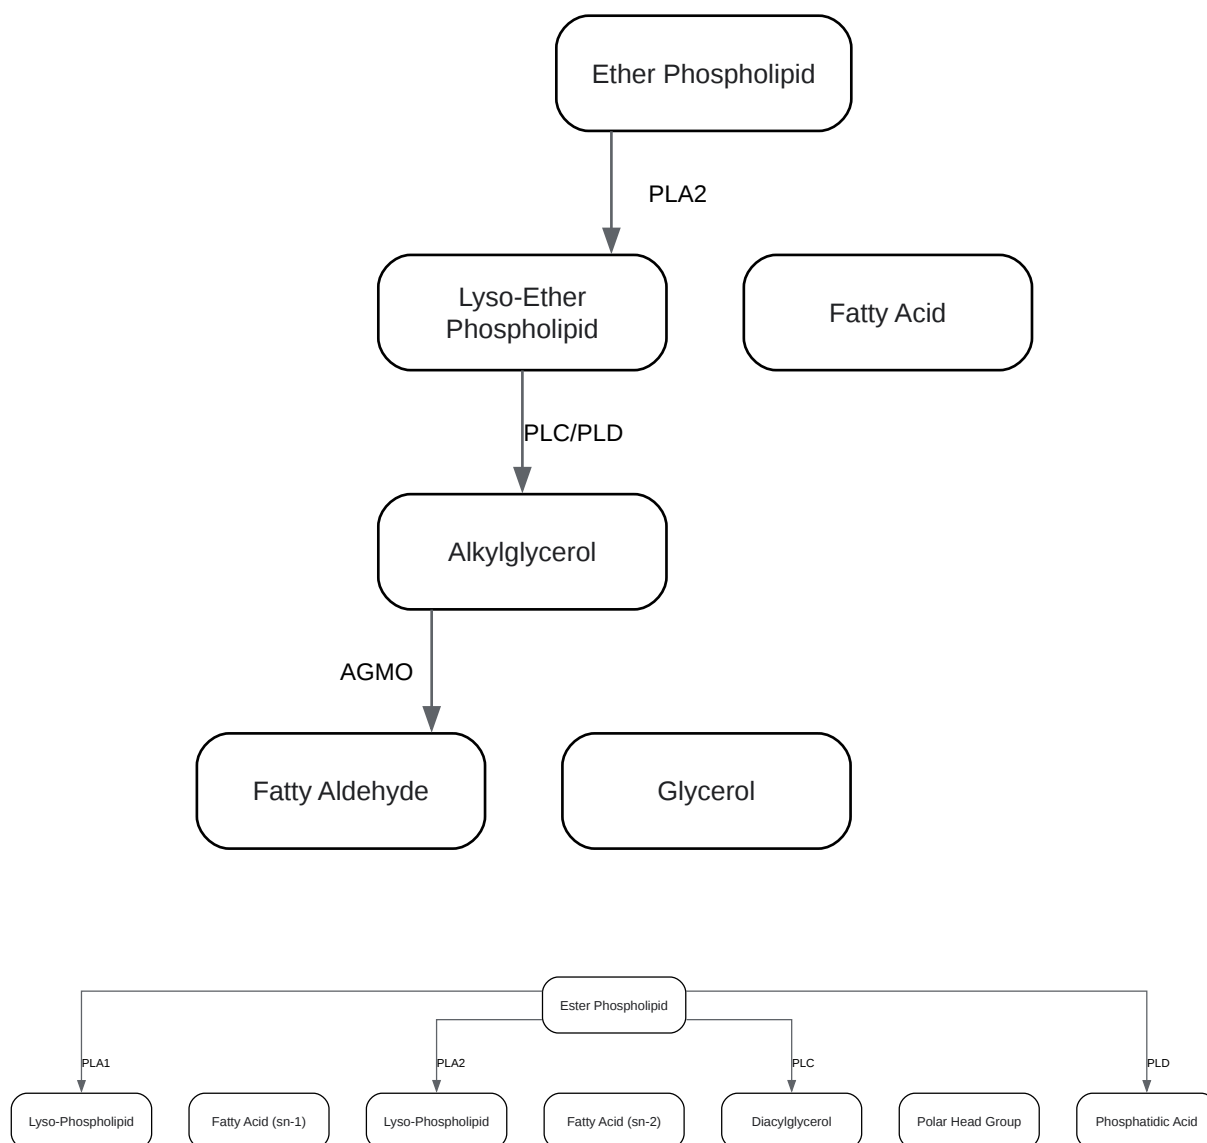 Ether Phospholipid
PLA2
Lyso-Ether
Phospholipid
Fatty Acid
PLC/PLD
Alkylglycerol
AGMO
Fatty Aldehyde
Glycerol
Ester Phospholipid
PLA1
PLA2
PLC
PLD
Lyso-Phospholipid
Fatty Acid (sn-1)
Lyso-Phospholipid
Fatty Acid (sn-2)
Diacylglycerol
Polar Head Group
Phosphatidic Acid